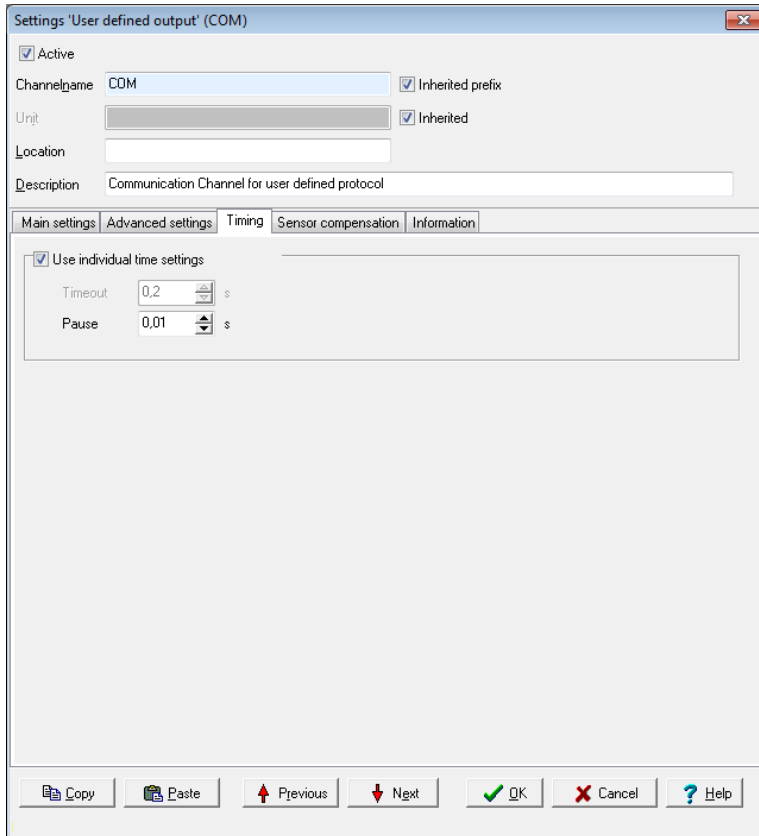 Settings 'User defined output' (COM)
Active
Channelname COM Inherited prefix
Unit Inherited
Location
Description Communication Channel for user defined protocol
Main settings Advanced settings Timing Sensor compensation Information
Use individual time settings
Timeout 0,2 s
Pause 0,01 s
Copy Paste Previous Next OK Cancel ? Help